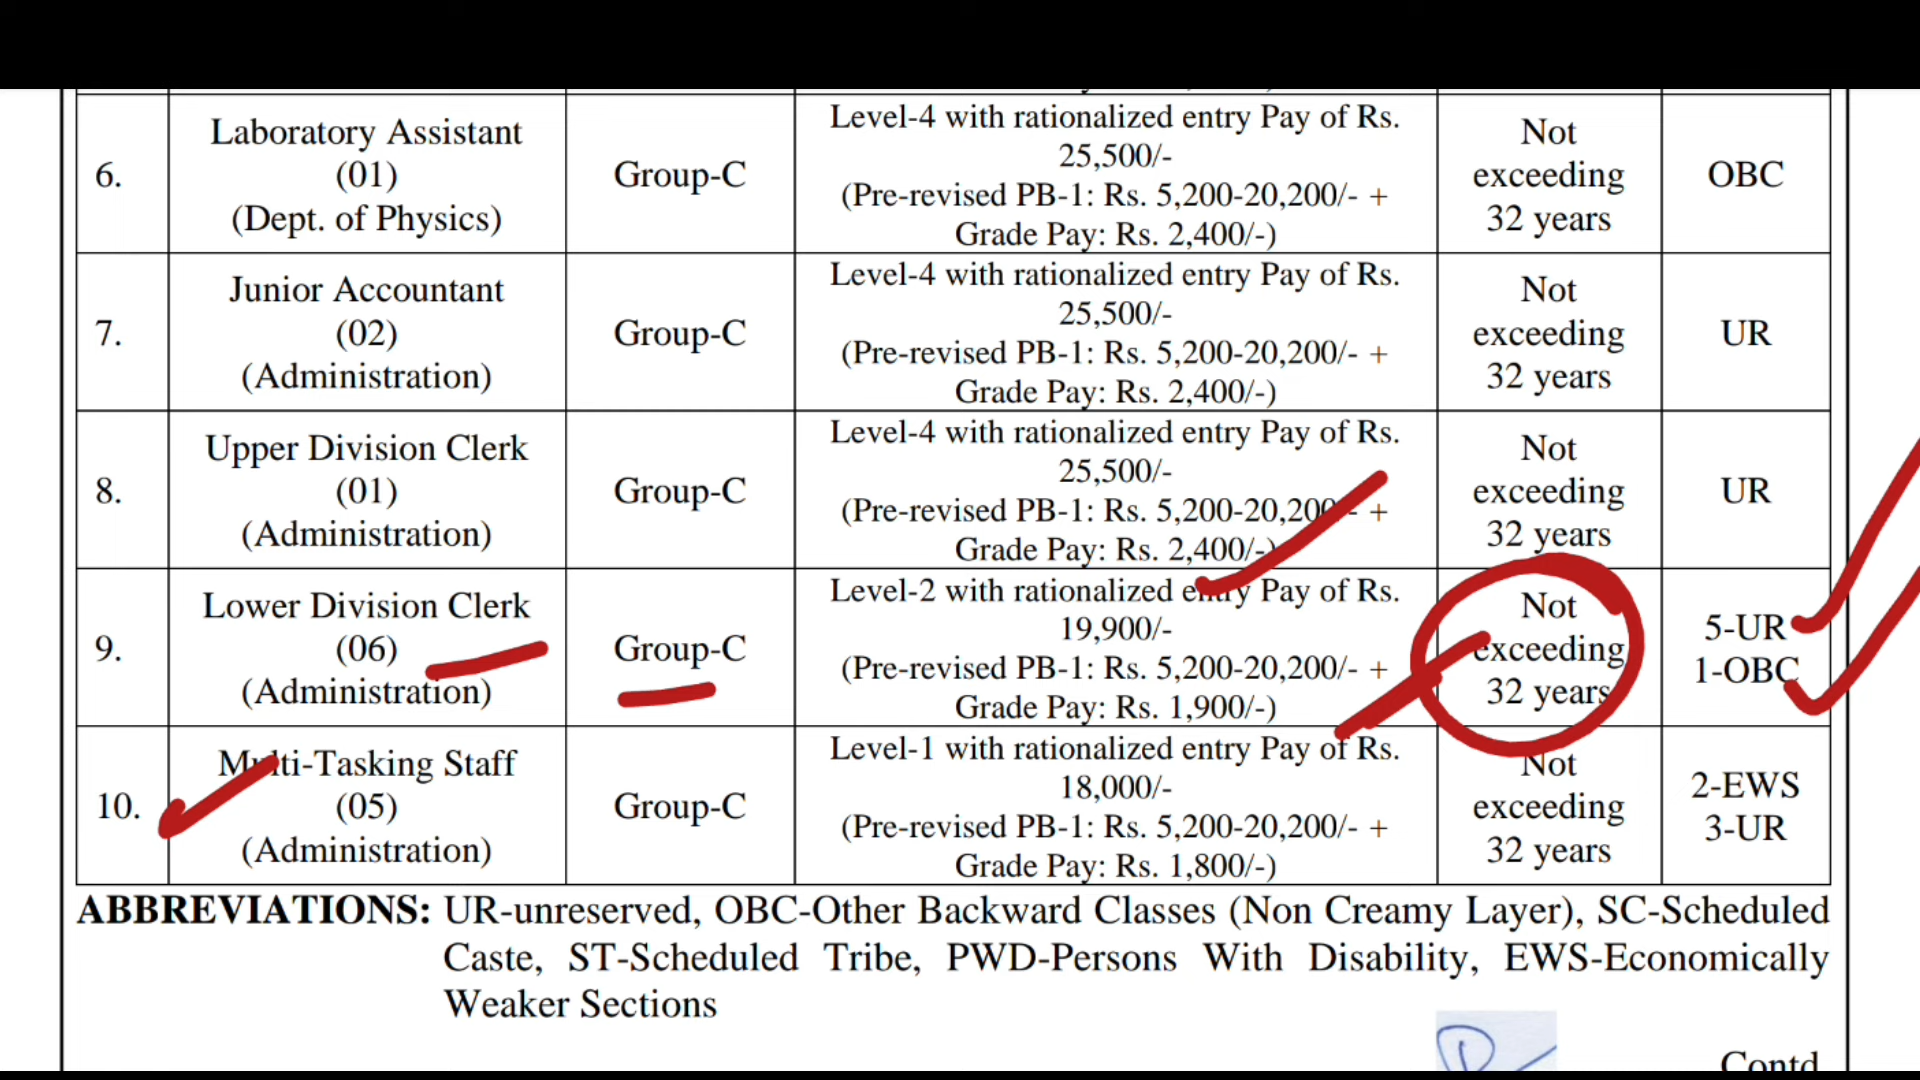 6.
Laboratory Assistant
(01)
(Dept. of Physics)
Group-C
Level-4 with rationalized entry Pay of Rs.
25,500/-
(Pre-revised PB-1: Rs. 5,200-20,200/- +
Grade Pay: Rs. 2,400/-)
Not
exceeding
32 years
OBC
7.
Junior Accountant
(02)
(Administration)
Group-C
Level-4 with rationalized entry Pay of Rs.
25,500/-
(Pre-revised PB-1: Rs. 5,200-20,200/- +
Grade Pay: Rs. 2,400/-)
Not
exceeding
32 years
UR
8.
Upper Division Clerk
(01)
(Administration)
Group-C
Level-4 with rationalized entry Pay of Rs.
25,500/-
(Pre-revised PB-1: Rs. 5,200-20,200/- +
Grade Pay: Rs. 2,400/-)
Not
exceeding
32 years
UR
9.
Lower Division Clerk
(06)
(Administration)
Group-C
Level-2 with rationalized entry Pay of Rs.
19,900/-
(Pre-revised PB-1: Rs. 5,200-20,200/- +
Grade Pay: Rs. 1,900/-)
Not
exceeding
32 years
5-UR
1-OBC
10.
Multi-Tasking Staff
(05)
(Administration)
Group-C
Level-1 with rationalized entry Pay of Rs.
18,000/-
(Pre-revised PB-1: Rs. 5,200-20,200/- +
Grade Pay: Rs. 1,800/-)
Not
exceeding
32 years
2-EWS
3-UR
ABBREVIATIONS: UR-unreserved, OBC-Other Backward Classes (Non Creamy Layer), SC-Scheduled
Caste, ST-Scheduled Tribe, PWD-Persons With Disability, EWS-Economically
Weaker Sections
Contd